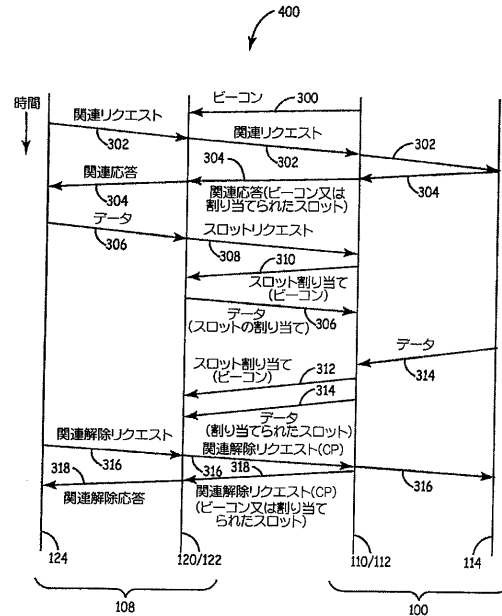 400
時間
ビーコン
300
関連リクエスト
302
関連リクエスト
302
302
関連応答
304
304
304
関連応答(ビーコン又は
割り当てられたスロット)
データ
306
スロットリクエスト
308
310
スロット割り当て
(ビーコン)
データ
(スロットの割り当て)
306
データ
314
スロット割り当て
(ビーコン)
312
314
データ
(割り当てられたスロット)
関連解除リクエスト
316
関連解除リクエスト(CP)
316
318
316
318
関連解除応答
関連解除リクエスト(CP)
(ビーコン又は割り当て
られたスロット)
124
120/122
110/112
114
108
100